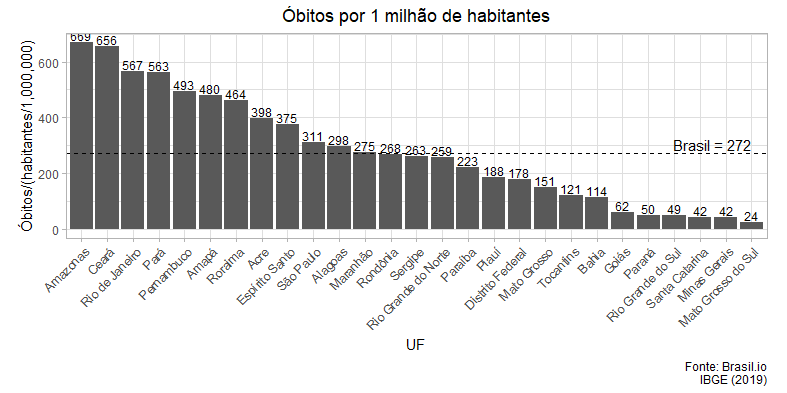 Óbitos por 1 milhão de habitantes
Óbitos/(habitantes/1,000,000)
600
400
200
0
669
656
567
563
493
480
464
398
375
311
298
275
268
263
259
223
188
178
151
121
114
62
50
49
42
42
24
Brasil = 272
Amazonas
Ceará
Rio de Janeiro
Pará
Pernambuco
Amapá
Roraima
Acre
Espírito Santo
São Paulo
Alagoas
Maranhão
Rondônia
Sergipe
Rio Grande do Norte
Paraíba
Piauí
Distrito Federal
Mato Grosso
Tocantins
Bahia
Goiás
Paraná
Rio Grande do Sul
Santa Catarina
Minas Gerais
Mato Grosso do Sul
UF
Fonte: Brasil.io
IBGE (2019)